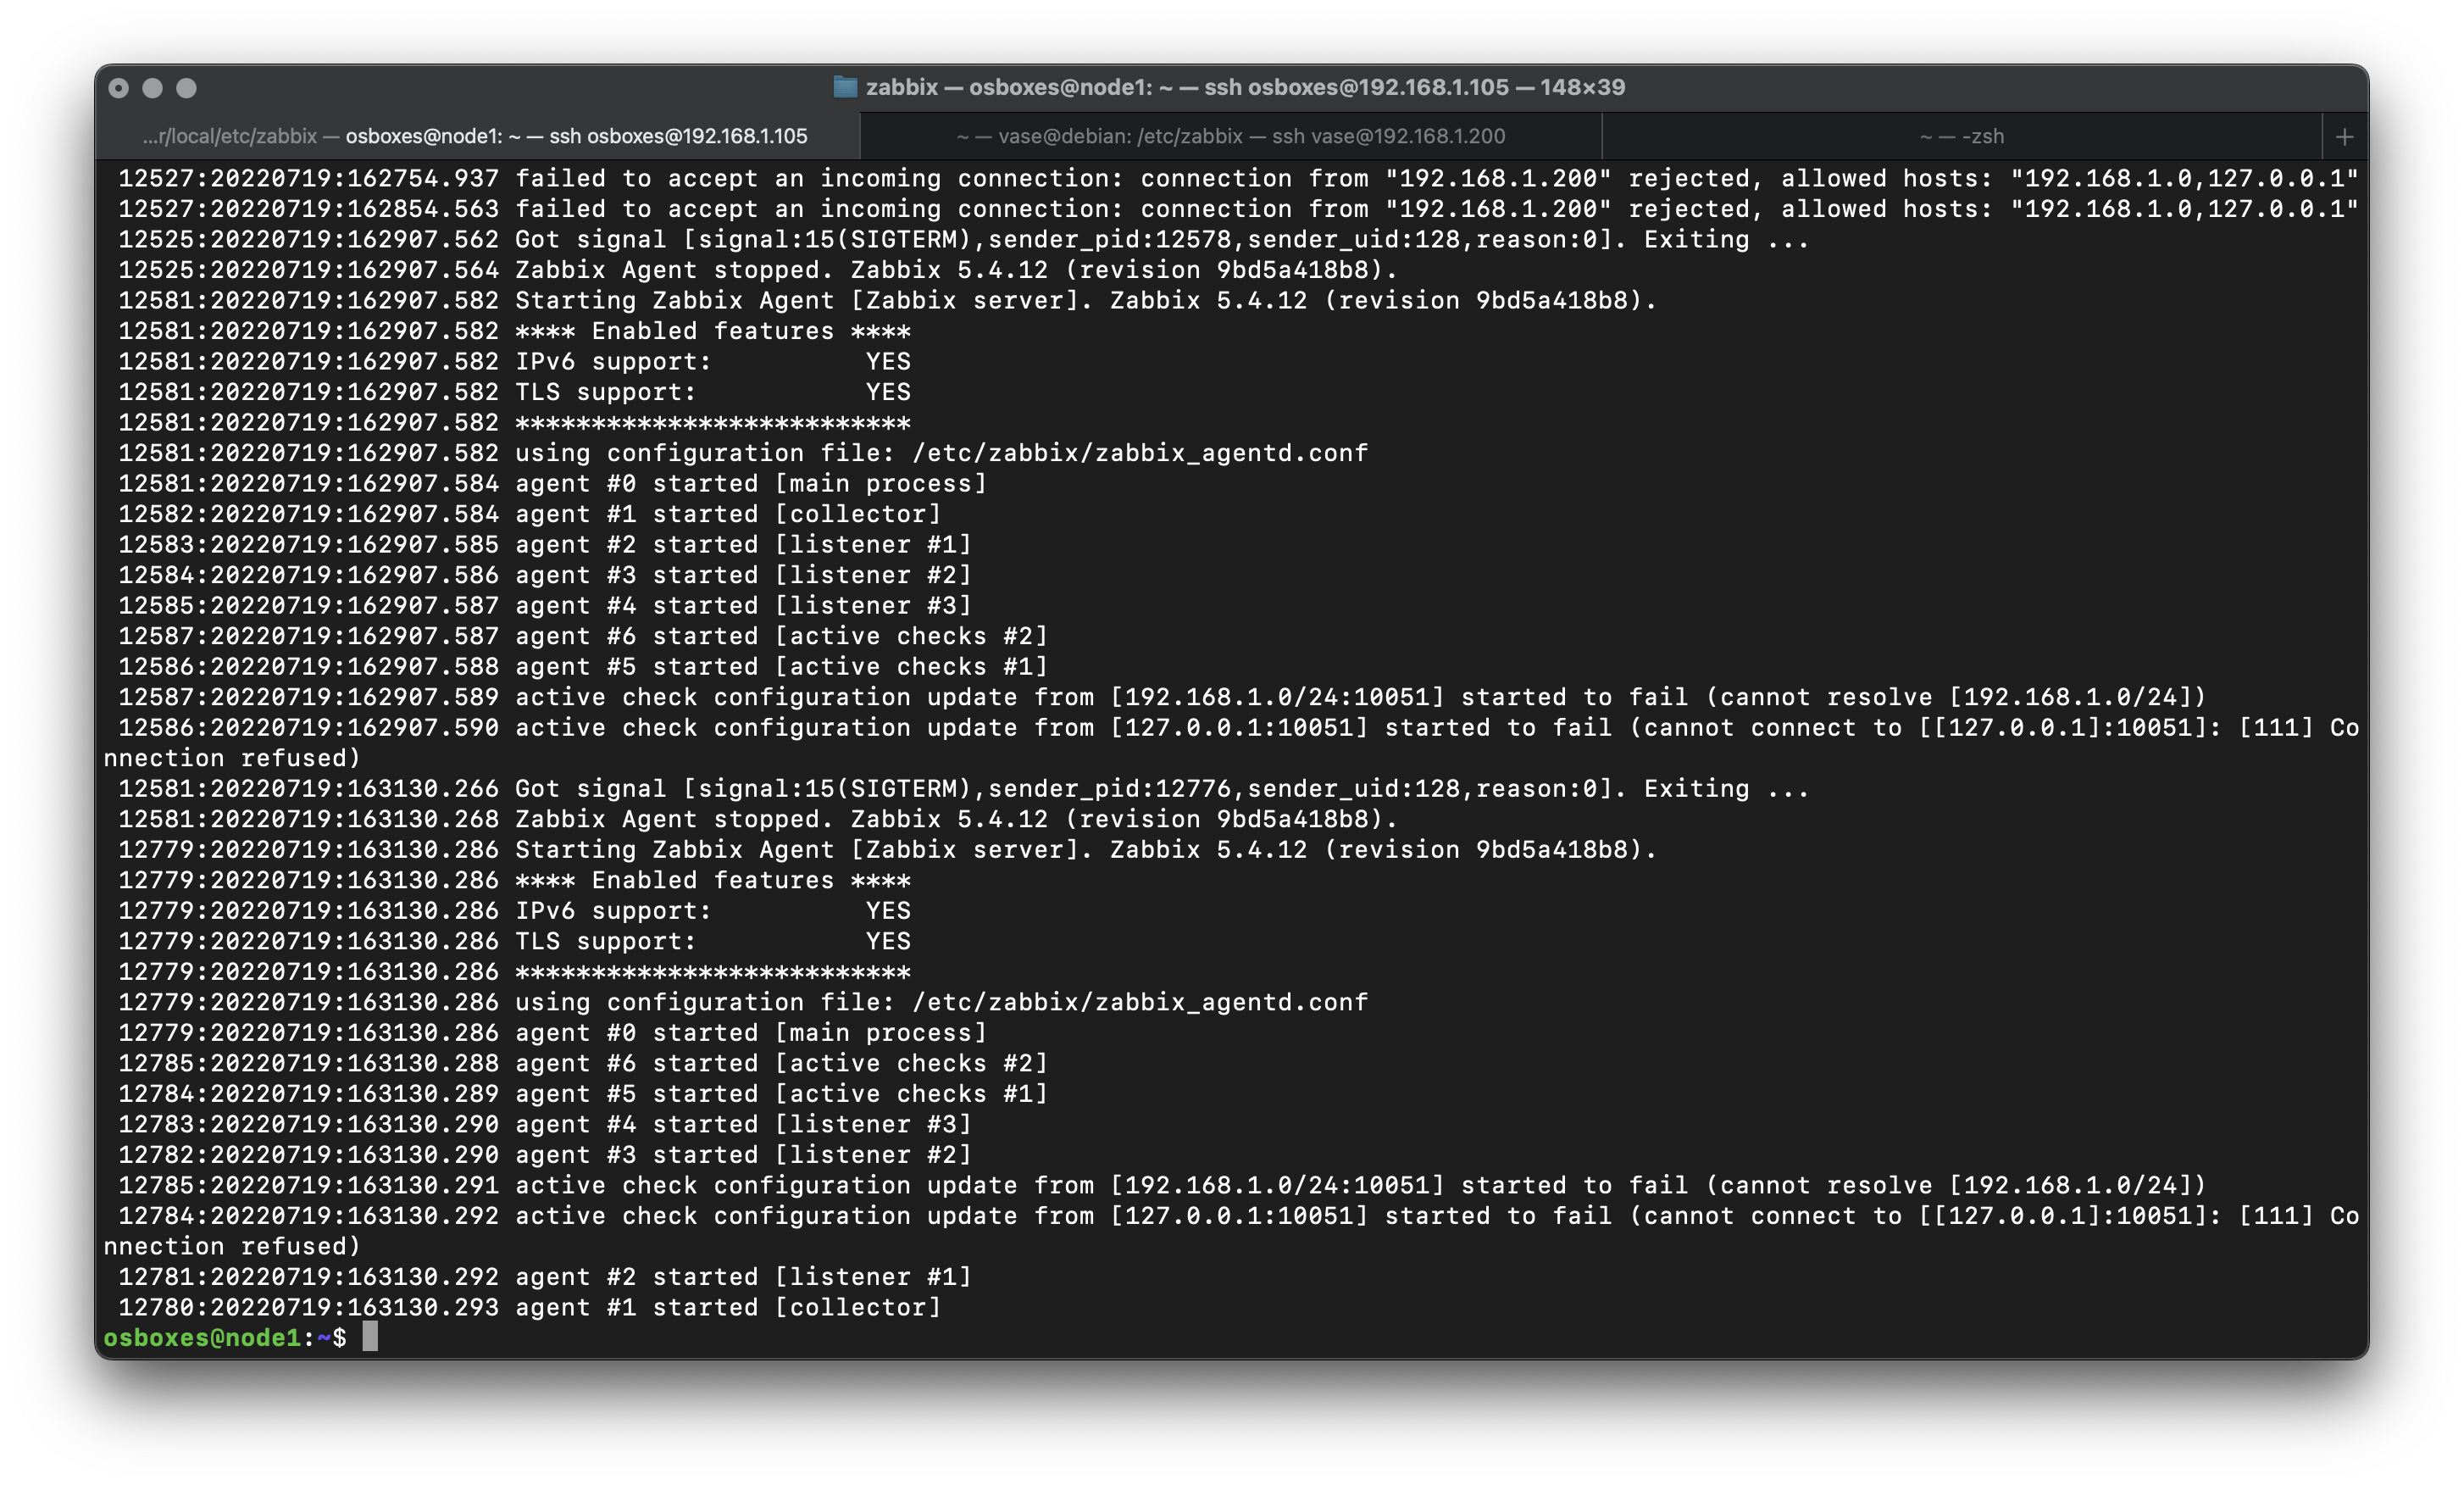 zabbix — osboxes@node1: ~ — ssh osboxes@192.168.1.105 — 148×39
...r/local/etc/zabbix — osboxes@node1: ~ — ssh osboxes@192.168.1.105
~ — vase@debian: /etc/zabbix — ssh vase@192.168.1.200
~ — -zsh
+
12527:20220719:162754.937 failed to accept an incoming connection: connection from "192.168.1.200" rejected, allowed hosts: "192.168.1.0,127.0.0.1"
12527:20220719:162854.563 failed to accept an incoming connection: connection from "192.168.1.200" rejected, allowed hosts: "192.168.1.0,127.0.0.1"
12525:20220719:162907.562 Got signal [signal:15(SIGTERM),sender_pid:12578,sender_uid:128,reason:0]. Exiting ...
12525:20220719:162907.564 Zabbix Agent stopped. Zabbix 5.4.12 (revision 9bd5a418b8).
12581:20220719:162907.582 Starting Zabbix Agent [Zabbix server]. Zabbix 5.4.12 (revision 9bd5a418b8).
12581:20220719:162907.582 **** Enabled features ****
12581:20220719:162907.582 IPv6 support:          YES
12581:20220719:162907.582 TLS support:           YES
12581:20220719:162907.582 **************************
12581:20220719:162907.582 using configuration file: /etc/zabbix/zabbix_agentd.conf
12581:20220719:162907.584 agent #0 started [main process]
12582:20220719:162907.584 agent #1 started [collector]
12583:20220719:162907.585 agent #2 started [listener #1]
12584:20220719:162907.586 agent #3 started [listener #2]
12585:20220719:162907.587 agent #4 started [listener #3]
12587:20220719:162907.587 agent #6 started [active checks #2]
12586:20220719:162907.588 agent #5 started [active checks #1]
12587:20220719:162907.589 active check configuration update from [192.168.1.0/24:10051] started to fail (cannot resolve [192.168.1.0/24])
12586:20220719:162907.590 active check configuration update from [127.0.0.1:10051] started to fail (cannot connect to [[127.0.0.1]:10051]: [111] Co
nnection refused)
12581:20220719:163130.266 Got signal [signal:15(SIGTERM),sender_pid:12776,sender_uid:128,reason:0]. Exiting ...
12581:20220719:163130.268 Zabbix Agent stopped. Zabbix 5.4.12 (revision 9bd5a418b8).
12779:20220719:163130.286 Starting Zabbix Agent [Zabbix server]. Zabbix 5.4.12 (revision 9bd5a418b8).
12779:20220719:163130.286 **** Enabled features ****
12779:20220719:163130.286 IPv6 support:          YES
12779:20220719:163130.286 TLS support:           YES
12779:20220719:163130.286 **************************
12779:20220719:163130.286 using configuration file: /etc/zabbix/zabbix_agentd.conf
12779:20220719:163130.286 agent #0 started [main process]
12785:20220719:163130.288 agent #6 started [active checks #2]
12784:20220719:163130.289 agent #5 started [active checks #1]
12783:20220719:163130.290 agent #4 started [listener #3]
12782:20220719:163130.290 agent #3 started [listener #2]
12785:20220719:163130.291 active check configuration update from [192.168.1.0/24:10051] started to fail (cannot resolve [192.168.1.0/24])
12784:20220719:163130.292 active check configuration update from [127.0.0.1:10051] started to fail (cannot connect to [[127.0.0.1]:10051]: [111] Co
nnection refused)
12781:20220719:163130.292 agent #2 started [listener #1]
12780:20220719:163130.293 agent #1 started [collector]
osboxes@node1:~$